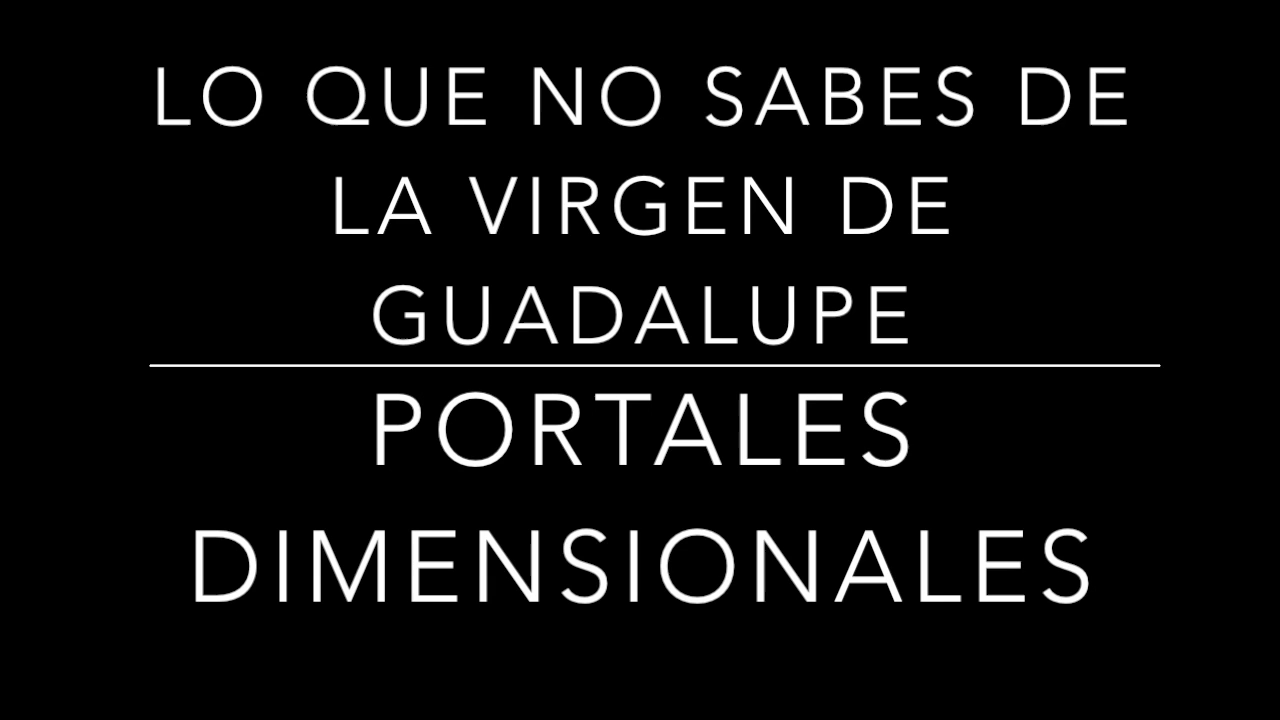 LO QUE NO SABES DE
LA VIRGEN DE
GUADALUPE
PORTALES
DIMENSIONALES